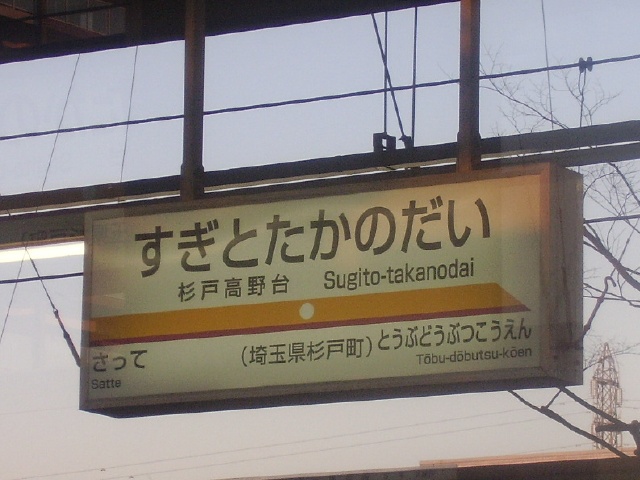 すぎとたかのだい
杉戸高野台 Sugito-takanodai
さって (埼玉県杉戸町) とうぶどうぶつこうえん
Satte Tōbu-dōbutsu-kōen